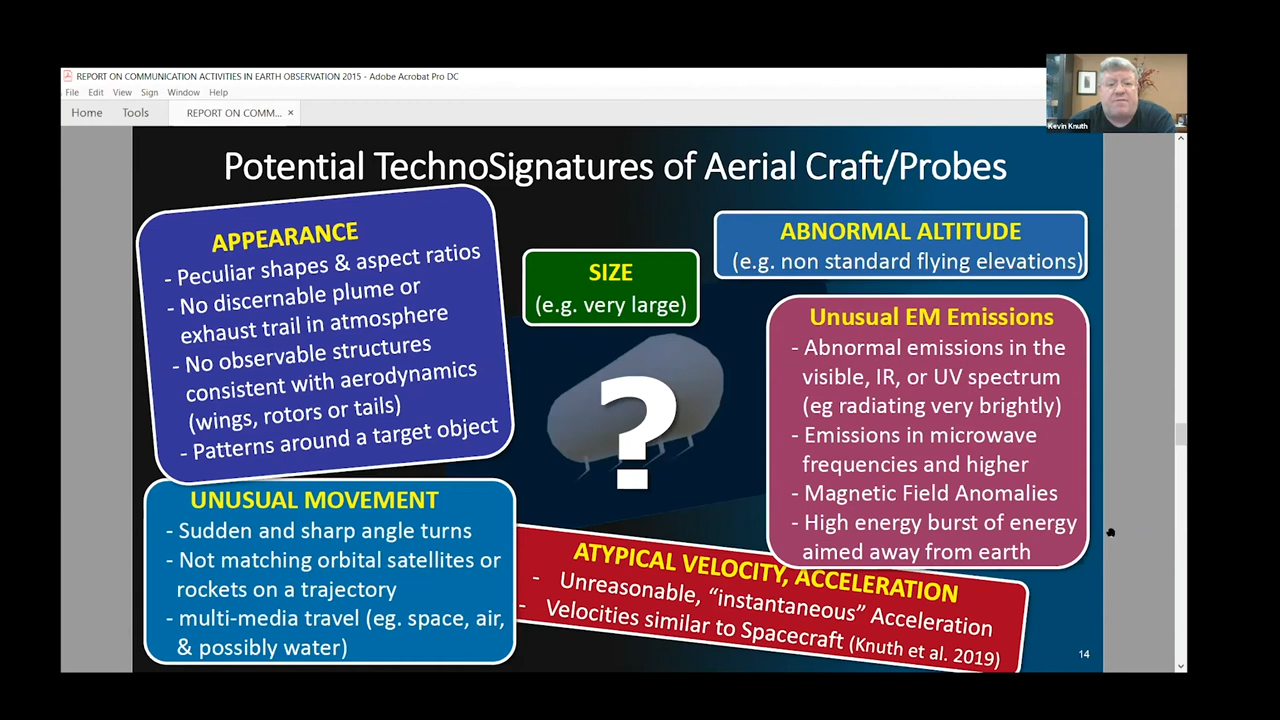 REPORT ON COMMUNICATION ACTIVITIES IN EARTH OBSERVATION 2015 - Adobe Acrobat Pro DC
File Edit View Sign Window Help
Home Tools REPORT ON COMM... ×
Kevin Knuth
Potential TechnoSignatures of Aerial Craft/Probes
APPEARANCE
- Peculiar shapes & aspect ratios
- No discernable plume or
exhaust trail in atmosphere
- No observable structures
consistent with aerodynamics
(wings, rotors or tails)
- Patterns around a target object
SIZE
(e.g. very large)
ABNORMAL ALTITUDE
(e.g. non standard flying elevations)
Unusual EM Emissions
- Abnormal emissions in the
visible, IR, or UV spectrum
(eg radiating very brightly)
- Emissions in microwave
frequencies and higher
- Magnetic Field Anomalies
- High energy burst of energy
aimed away from earth
?
UNUSUAL MOVEMENT
- Sudden and sharp angle turns
- Not matching orbital satellites or
rockets on a trajectory
- multi-media travel (eg. space, air,
& possibly water)
ATYPICAL VELOCITY, ACCELERATION
- Unreasonable, “instantaneous” Acceleration
- Velocities similar to Spacecraft (Knuth et al. 2019)
14